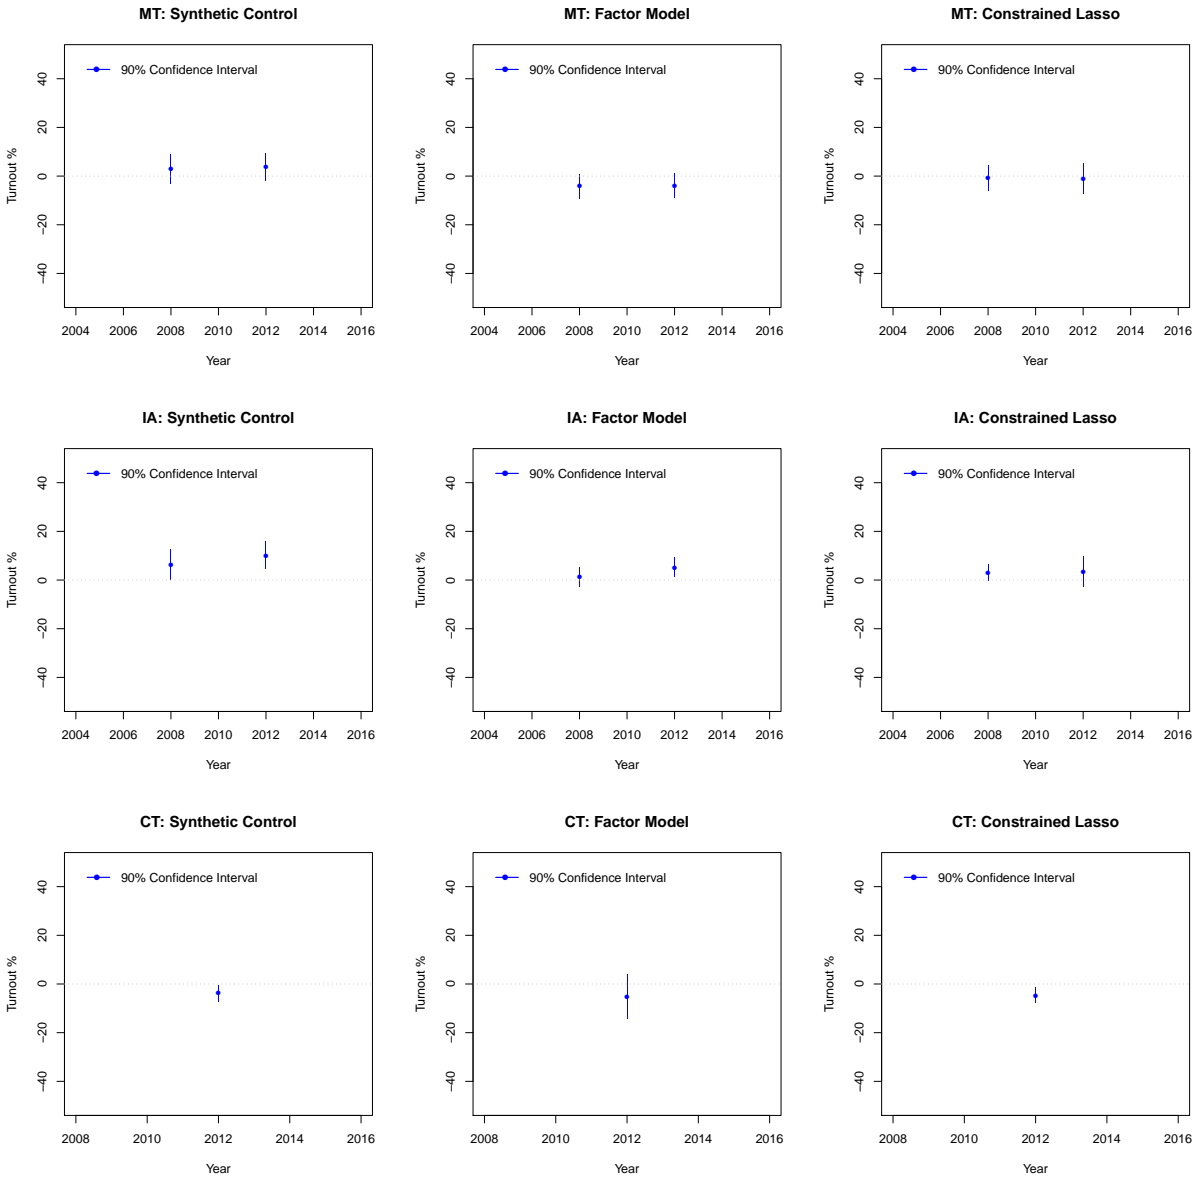 MT: Synthetic Control
90% Confidence Interval
Turnout %
40
20
0
−20
−40
2004 2006 2008 2010 2012 2014 2016
Year
MT: Factor Model
90% Confidence Interval
Turnout %
40
20
0
−20
−40
2004 2006 2008 2010 2012 2014 2016
Year
MT: Constrained Lasso
90% Confidence Interval
Turnout %
40
20
0
−20
−40
2004 2006 2008 2010 2012 2014 2016
Year
IA: Synthetic Control
90% Confidence Interval
Turnout %
40
20
0
−20
−40
2004 2006 2008 2010 2012 2014 2016
Year
IA: Factor Model
90% Confidence Interval
Turnout %
40
20
0
−20
−40
2004 2006 2008 2010 2012 2014 2016
Year
IA: Constrained Lasso
90% Confidence Interval
Turnout %
40
20
0
−20
−40
2004 2006 2008 2010 2012 2014 2016
Year
CT: Synthetic Control
90% Confidence Interval
Turnout %
40
20
0
−20
−40
2008 2010 2012 2014 2016
Year
CT: Factor Model
90% Confidence Interval
Turnout %
40
20
0
−20
−40
2008 2010 2012 2014 2016
Year
CT: Constrained Lasso
90% Confidence Interval
Turnout %
40
20
0
−20
−40
2008 2010 2012 2014 2016
Year